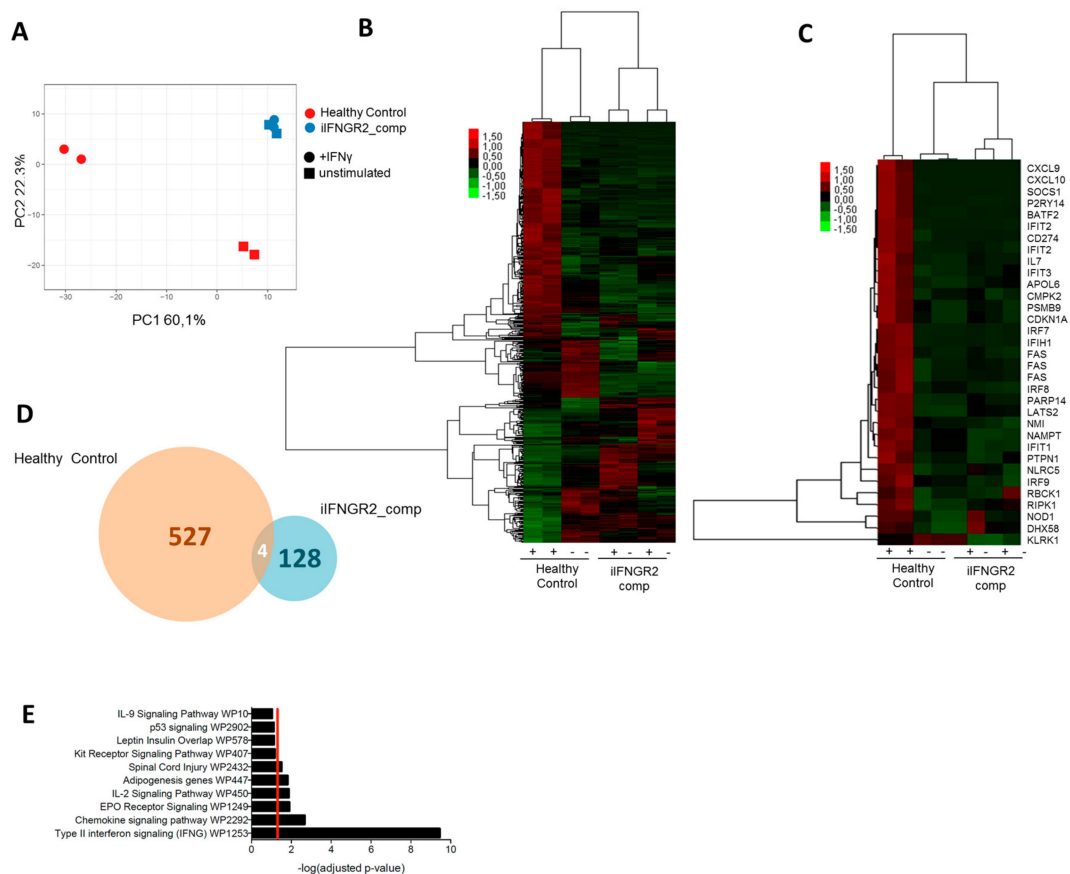 A
B
C
10
0
−10
−20
−30
−20
−10
0
10
PC2 22.3%
PC1 60,1%
Healthy Control
iIFNGR2_comp
+IFNγ
unstimulated
1,50
1,00
0,50
0,00
-0,50
-1,00
-1,50
+ + - - + - + -
Healthy Control
iIFNGR2 comp
1,50
1,00
0,50
0,00
-0,50
-1,00
-1,50
CXCL9
CXCL10
SOCS1
P2RY14
BATF2
IFIT2
CD274
IFIT2
IL7
IFIT3
APOL6
CMPK2
PSMB9
CDKN1A
IRF7
IFIH1
FAS
FAS
FAS
IRF8
PARP14
LATS2
NMI
NAMPT
IFIT1
PTPN1
NLRC5
IRF9
RBCK1
RIPK1
NOD1
DHX58
KLRK1
+ + - - + - + -
Healthy Control
iIFNGR2 comp
D
Healthy Control
iIFNGR2_comp
527
4
128
E
IL-9 Signaling Pathway WP10
p53 signaling WP2902
Leptin Insulin Overlap WP578
Kit Receptor Signaling Pathway WP407
Spinal Cord Injury WP2432
Adipogenesis genes WP447
IL-2 Signaling Pathway WP450
EPO Receptor Signaling WP1249
Chemokine signaling pathway WP2292
Type II interferon signaling (IFNG) WP1253
0 2 4 6 8 10
-log(adjusted p-value)